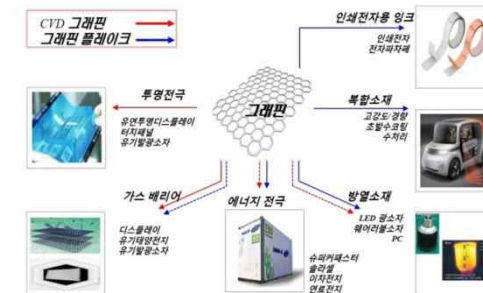 CVD 그래핀
그래핀 플레이크
인쇄전자용 잉크
인쇄전자
전자파차폐
투명전극
유연투명디스플레이
터치패널
유기발광소자
그래핀
복합소재
고강도/경량
초발수코팅
수처리
가스 배리어
디스플레이
유기태양전지
유기발광소자
에너지 전극
슈퍼커패스터
솔라셀
이차전지
연료전지
방열소재
LED 광소자
웨어러블소자
PC